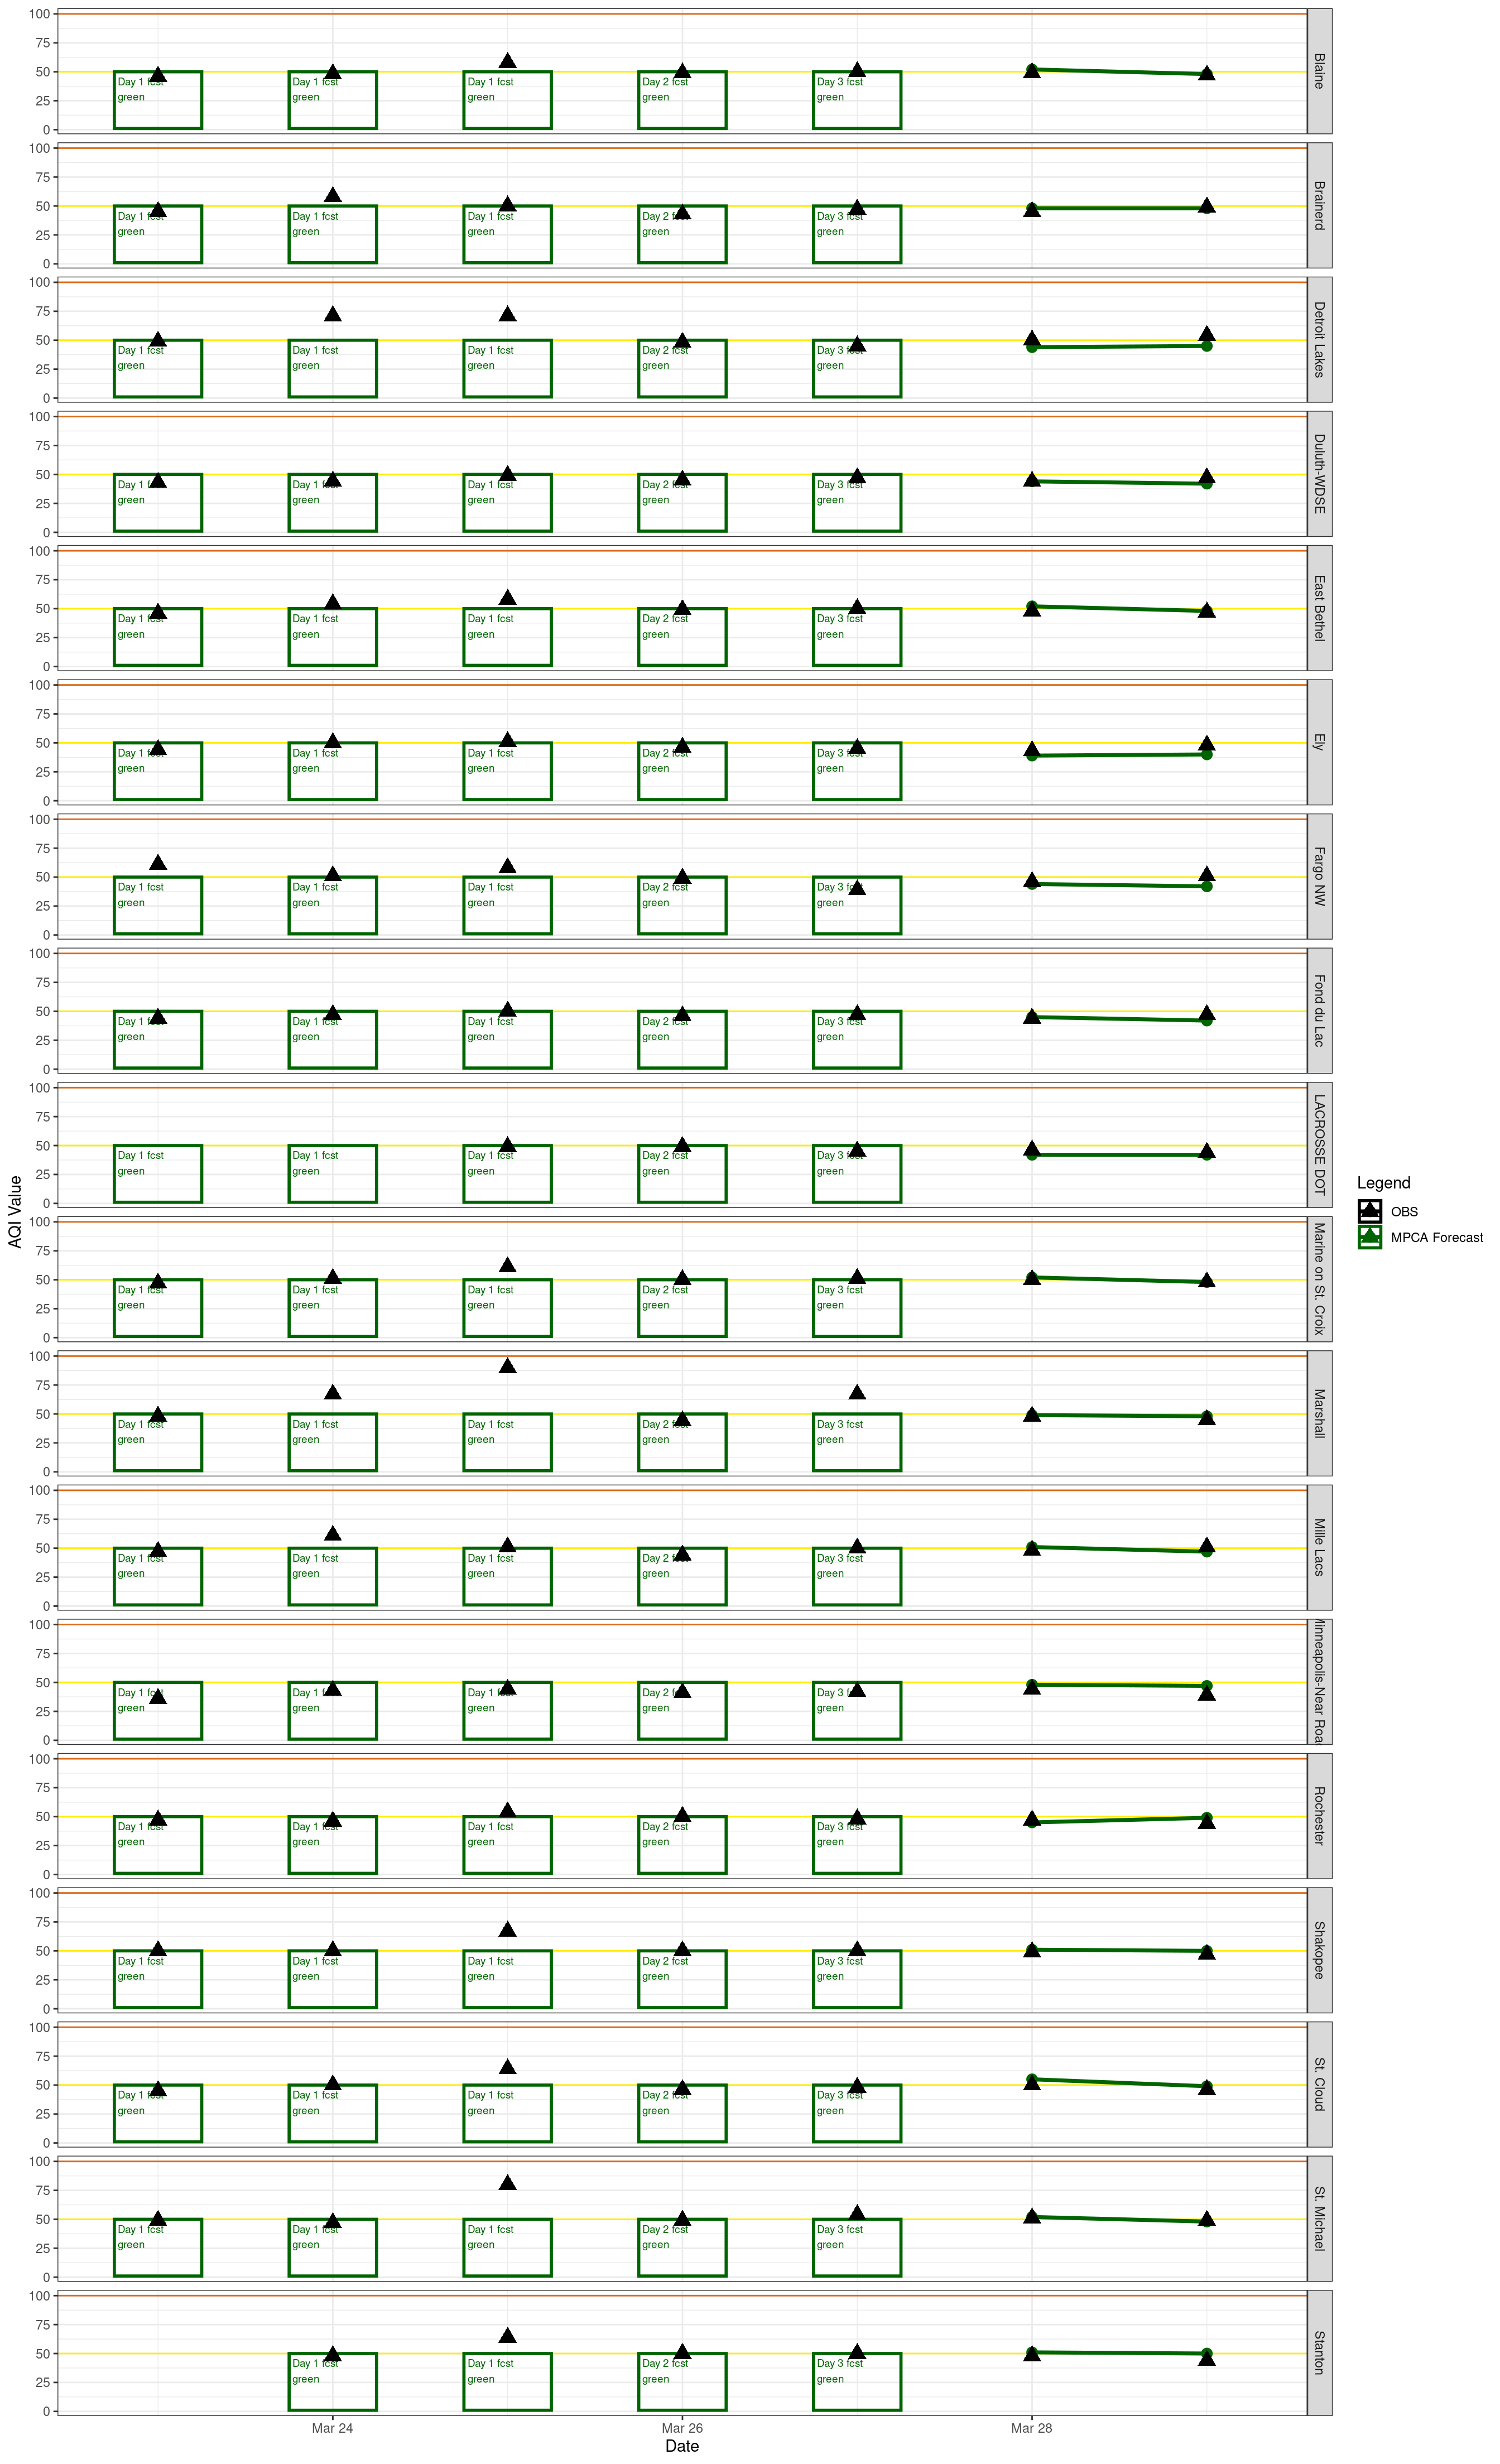 100
75
50
Day 1 fcst Day 1 fcst Day 1 fcst Day 2 fcst Day 3 fcst
green green green green green
25
0
Blaine
100
75
50
Day 1 fcst Day 1 fcst Day 1 fcst Day 2 fcst Day 3 fcst
green green green green green
25
0
Brainerd
100
75
50
Day 1 fcst Day 1 fcst Day 1 fcst Day 2 fcst Day 3 fcst
green green green green green
25
0
Detroit Lakes
100
75
50
Day 1 fcst Day 1 fcst Day 1 fcst Day 2 fcst Day 3 fcst
green green green green green
25
0
Duluth-WDSE
100
75
50
Day 1 fcst Day 1 fcst Day 1 fcst Day 2 fcst Day 3 fcst
green green green green green
25
0
East Bethel
100
75
50
Day 1 fcst Day 1 fcst Day 1 fcst Day 2 fcst Day 3 fcst
green green green green green
25
0
Ely
100
75
50
Day 1 fcst Day 1 fcst Day 1 fcst Day 2 fcst Day 3 fcst
green green green green green
25
0
Fargo NW
100
75
50
Day 1 fcst Day 1 fcst Day 1 fcst Day 2 fcst Day 3 fcst
green green green green green
25
0
Fond du Lac
100
75
50
Day 1 fcst Day 1 fcst Day 1 fcst Day 2 fcst Day 3 fcst
green green green green green
25
0
LACROSSE DOT
AQI Value
Legend
OBS
MPCA Forecast
100
75
50
Day 1 fcst Day 1 fcst Day 1 fcst Day 2 fcst Day 3 fcst
green green green green green
25
0
Marine on St. Croix
100
75
50
Day 1 fcst Day 1 fcst Day 1 fcst Day 2 fcst Day 3 fcst
green green green green green
25
0
Marshall
100
75
50
Day 1 fcst Day 1 fcst Day 1 fcst Day 2 fcst Day 3 fcst
green green green green green
25
0
Mille Lacs
100
75
50
Day 1 fcst Day 1 fcst Day 1 fcst Day 2 fcst Day 3 fcst
green green green green green
25
0
Minneapolis-Near Road
100
75
50
Day 1 fcst Day 1 fcst Day 1 fcst Day 2 fcst Day 3 fcst
green green green green green
25
0
Rochester
100
75
50
Day 1 fcst Day 1 fcst Day 1 fcst Day 2 fcst Day 3 fcst
green green green green green
25
0
Shakopee
100
75
50
Day 1 fcst Day 1 fcst Day 1 fcst Day 2 fcst Day 3 fcst
green green green green green
25
0
St. Cloud
100
75
50
Day 1 fcst Day 1 fcst Day 1 fcst Day 2 fcst Day 3 fcst
green green green green green
25
0
St. Michael
100
75
50
Day 1 fcst Day 1 fcst Day 2 fcst Day 3 fcst
green green green green
25
0
Stanton
Mar 24 Mar 26 Mar 28
Date